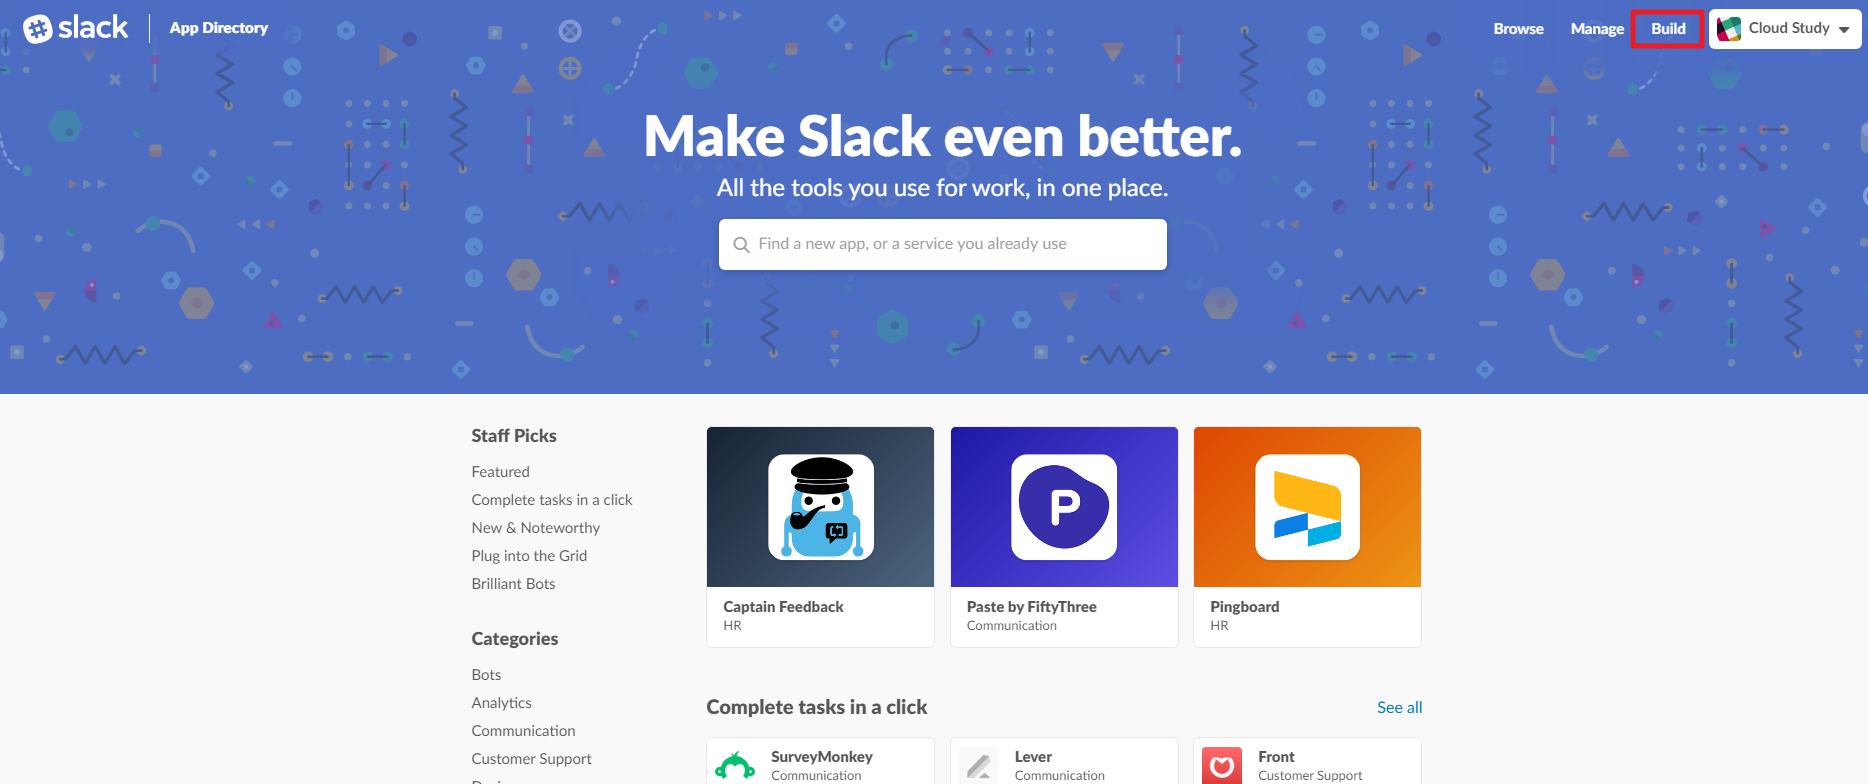 slack
App Directory
Browse
Manage
Build
Cloud Study
Make Slack even better.
All the tools you use for work, in one place.
Find a new app, or a service you already use
Staff Picks
Featured
Complete tasks in a click
New & Noteworthy
Plug into the Grid
Brilliant Bots
Categories
Bots
Analytics
Communication
Customer Support
P
Captain Feedback
HR
Paste by FiftyThree
Communication
Pingboard
HR
Complete tasks in a click
See all
SurveyMonkey
Communication
Lever
Communication
Front
Customer Support